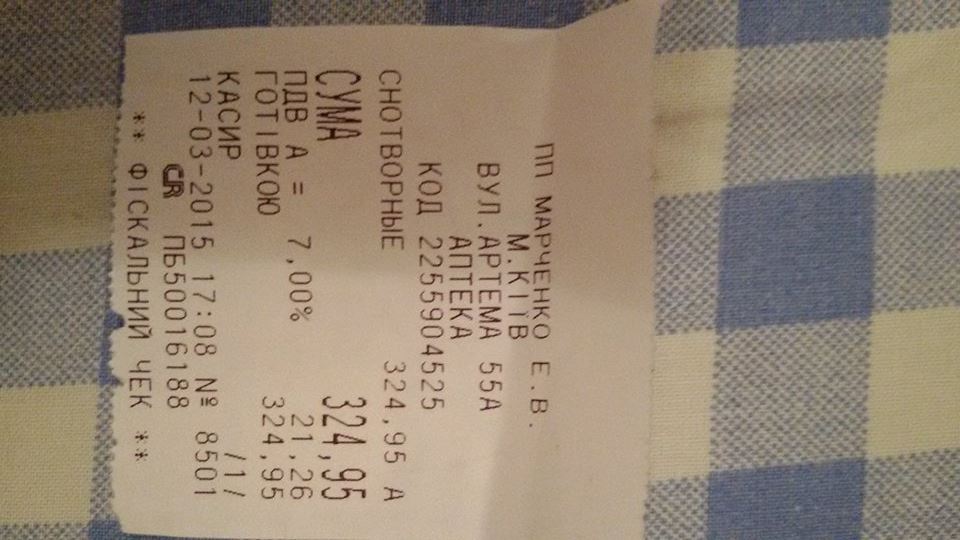 ПП МАРЧЕНКО Е.В.
М.КІЇВ
ВУЛ.АРТЕМА 55А
АПТЕКА
КОД 2255904525
СНОТВОРНЫЕ 324,95 А
СУМА 324,95
ПДВ А = 7,00% 21,26
ГОТІВКОЮ 324,95
КАСИР /1/
12-03-2015 17:08 № 8501
CR ПБ50016188
** ФІСКАЛЬНИЙ ЧЕК **